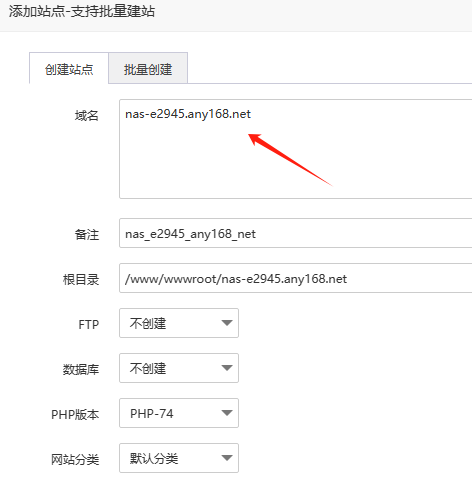 添加站点-支持批量建站
创建站点 批量创建
域名 nas-e2945.any168.net
备注 nas_e2945_any168_net
根目录 /www/wwwroot/nas-e2945.any168.net
FTP 不创建
数据库 不创建
PHP版本 PHP-74
网站分类 默认分类